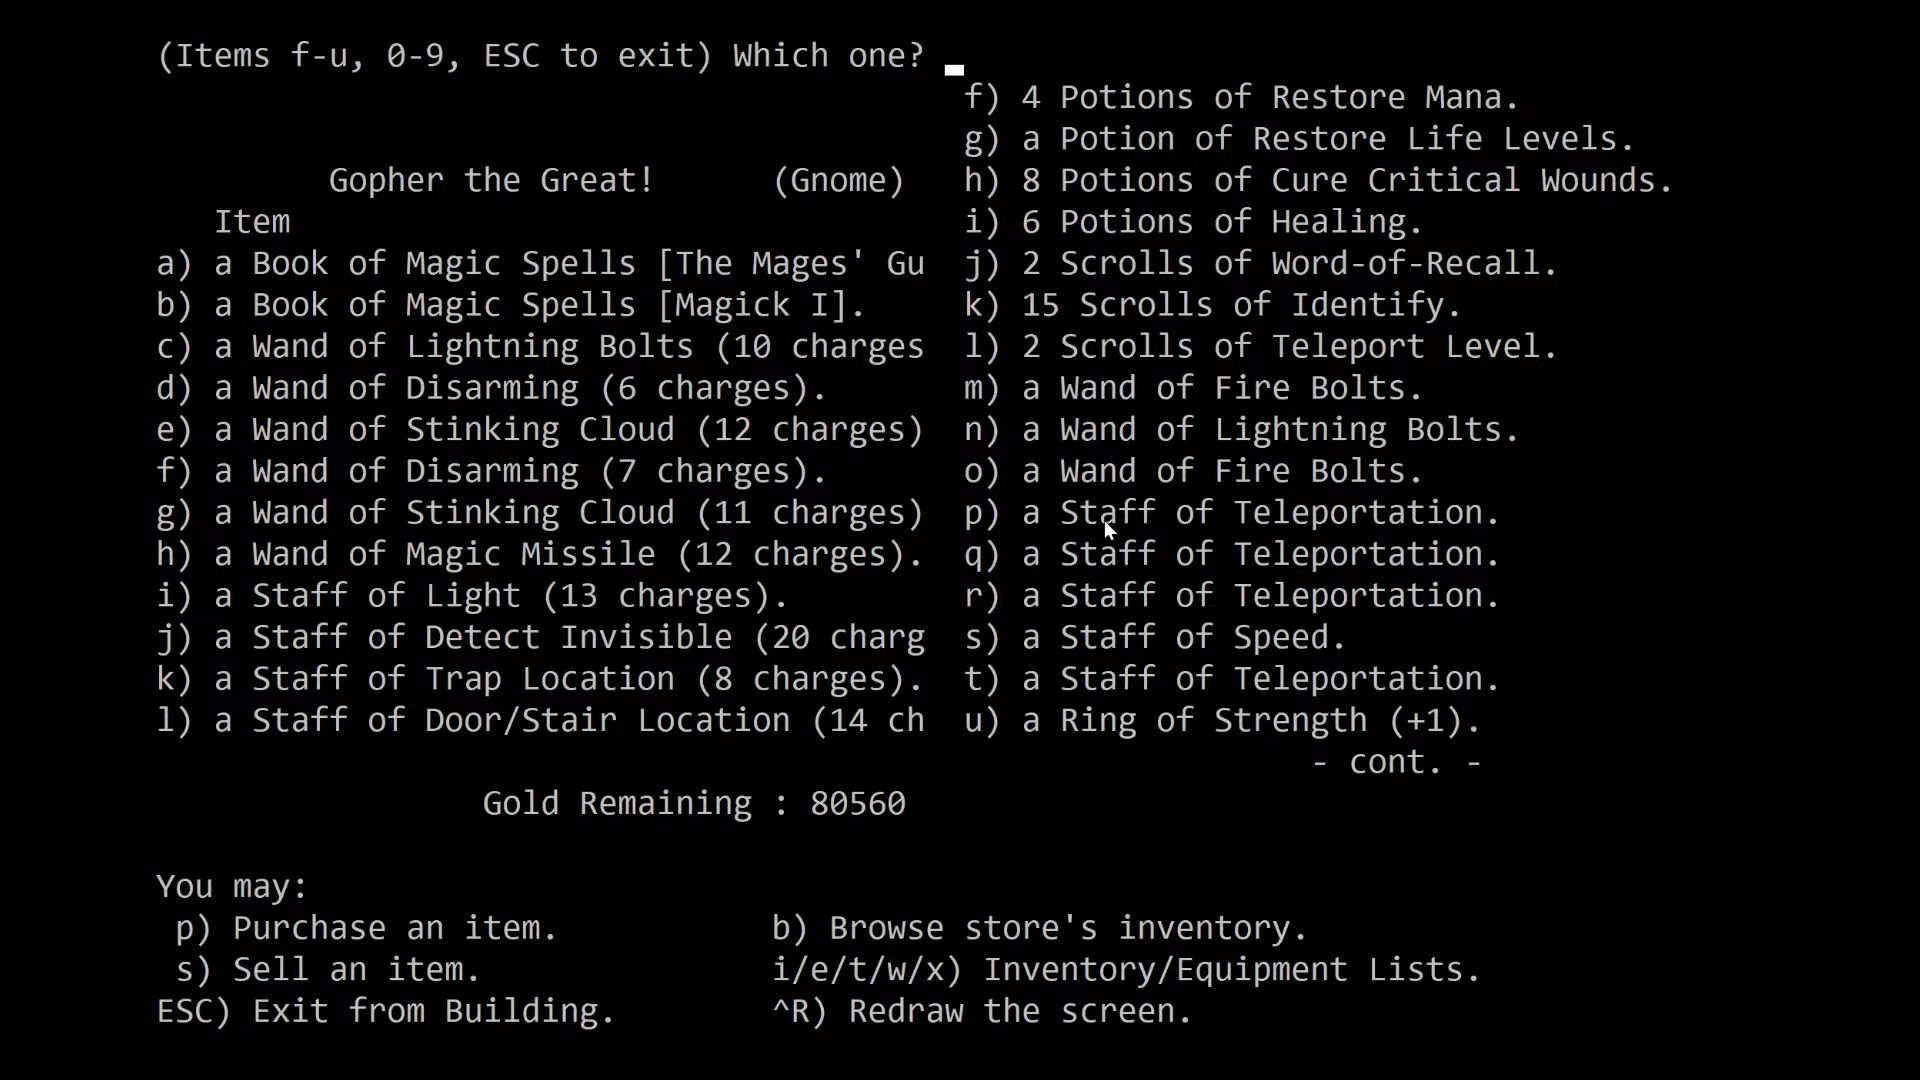 (Items f-u, 0-9, ESC to exit) Which one?
f) 4 Potions of Restore Mana.
g) a Potion of Restore Life Levels.
Gopher the Great! (Gnome) h) 8 Potions of Cure Critical Wounds.
Item i) 6 Potions of Healing.
a) a Book of Magic Spells [The Mages' Gu j) 2 Scrolls of Word-of-Recall.
b) a Book of Magic Spells [Magick I]. k) 15 Scrolls of Identify.
c) a Wand of Lightning Bolts (10 charges l) 2 Scrolls of Teleport Level.
d) a Wand of Disarming (6 charges). m) a Wand of Fire Bolts.
e) a Wand of Stinking Cloud (12 charges) n) a Wand of Lightning Bolts.
f) a Wand of Disarming (7 charges). o) a Wand of Fire Bolts.
g) a Wand of Stinking Cloud (11 charges) p) a Staff of Teleportation.
h) a Wand of Magic Missile (12 charges). q) a Staff of Teleportation.
i) a Staff of Light (13 charges). r) a Staff of Teleportation.
j) a Staff of Detect Invisible (20 charg s) a Staff of Speed.
k) a Staff of Trap Location (8 charges). t) a Staff of Teleportation.
l) a Staff of Door/Stair Location (14 ch u) a Ring of Strength (+1).
- cont. -
Gold Remaining : 80560
You may:
p) Purchase an item. b) Browse store's inventory.
s) Sell an item. i/e/t/w/x) Inventory/Equipment Lists.
ESC) Exit from Building. ^R) Redraw the screen.